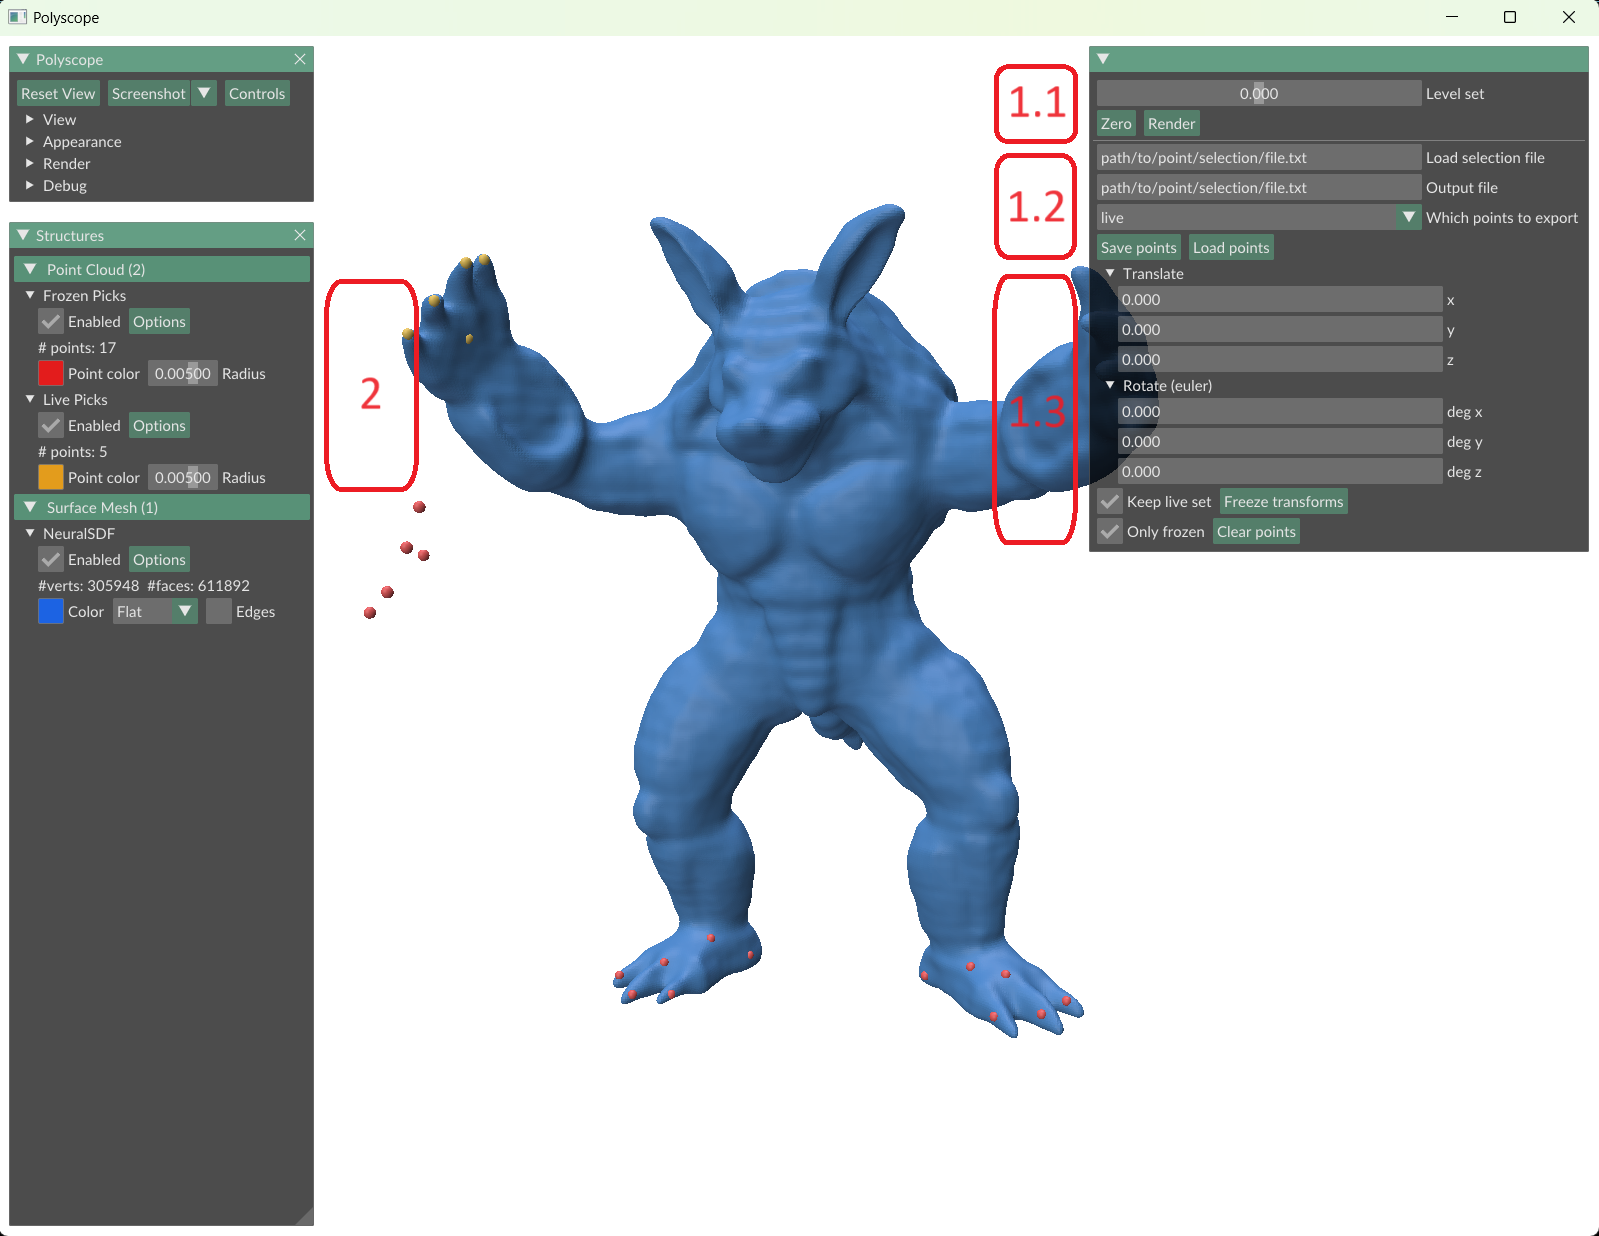 Polyscope
Polyscope
Reset View Screenshot Controls
View
Appearance
Render
Debug
Structures
Point Cloud (2)
Frozen Picks
Enabled Options
# points: 17
Point color 0.00500 Radius
Live Picks
Enabled Options
# points: 5
Point color 0.00500 Radius
Surface Mesh (1)
NeuralSDF
Enabled Options
#verts: 305948 #faces: 611892
Color Flat Edges
2
1.1
1.2
1.3
0.000 Level set
Zero Render
path/to/point/selection/file.txt Load selection file
path/to/point/selection/file.txt Output file
live Which points to export
Save points Load points
Translate
0.000 x
0.000 y
0.000 z
Rotate (euler)
0.000 deg x
0.000 deg y
0.000 deg z
Keep live set Freeze transforms
Only frozen Clear points